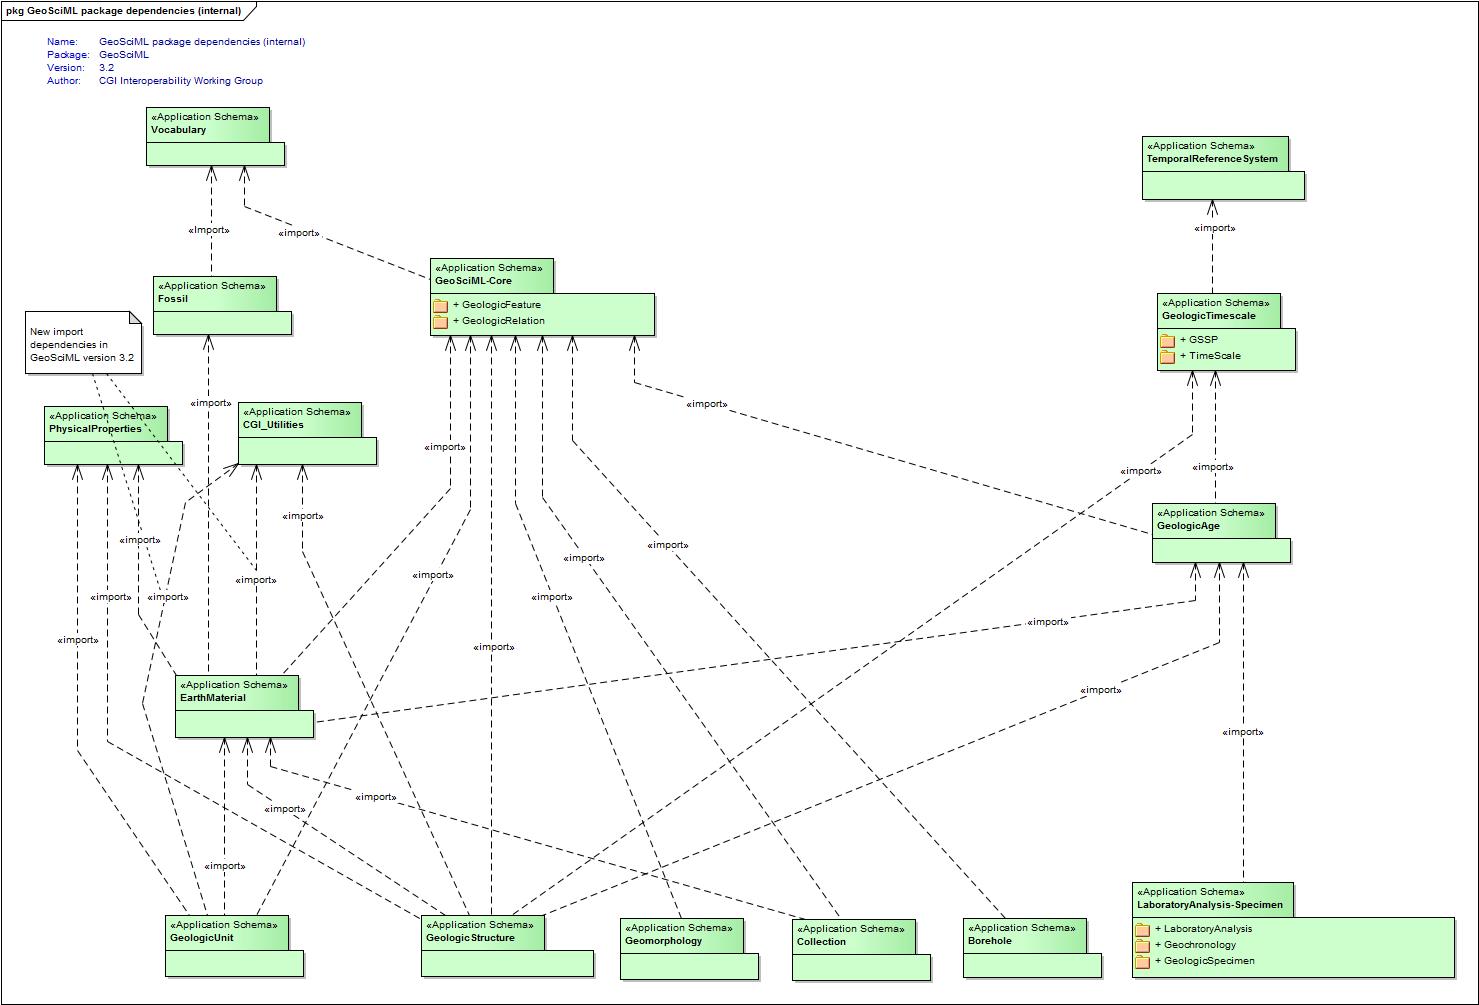 pkg GeoSciML package dependencies (internal)
Name: GeoSciML package dependencies (internal)
Package: GeoSciML
Version: 3.2
Author: CGI Interoperability Working Group
«Application Schema»
Vocabulary
«Application Schema»
TemporalReferenceSystem
«Import»
«import»
«import»
«Application Schema»
GeoSciML-Core
+ GeologicFeature
+ GeologicRelation
«Application Schema»
Fossil
«Application Schema»
GeologicTimescale
+ GSSP
+ TimeScale
New import
dependencies in
GeoSciML version 3.2
«import»
«import»
«Application Schema»
PhysicalProperties
«Application Schema»
CGI_Utilities
«import»
«import»
«import»
«import»
«Application Schema»
GeologicAge
«import»
«import»
«import»
«import»
«import»
«import»
«import»
«import»
«import»
«import»
«import»
«import»
«Application Schema»
EarthMaterial
«import»
«import»
«import»
«import»
«import»
«Application Schema»
LaboratoryAnalysis-Specimen
+ LaboratoryAnalysis
+ Geochronology
+ GeologicSpecimen
«Application Schema»
GeologicUnit
«Application Schema»
GeologicStructure
«Application Schema»
Geomorphology
«Application Schema»
Collection
«Application Schema»
Borehole